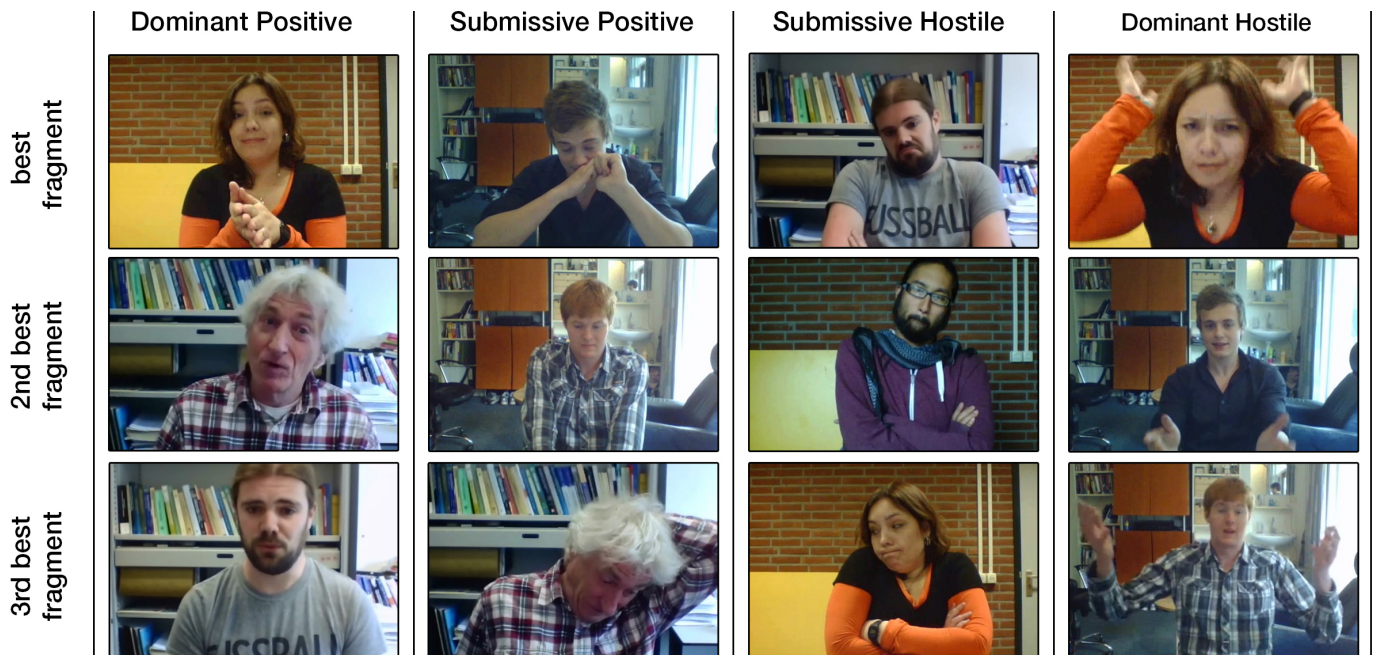 Dominant Positive
Submissive Positive
Submissive Hostile
Dominant Hostile
best
fragment
USSBALL
2nd best
fragment
3rd best
fragment